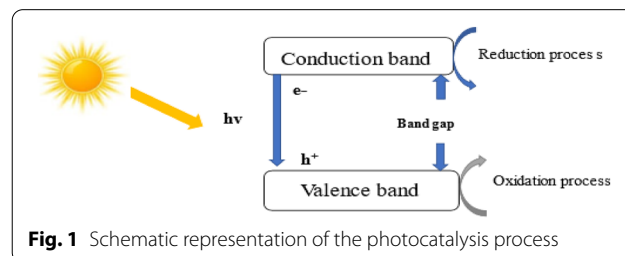 Conduction band
Reduction proces s
e–
hv
Band gap
h+
Valence band
Oxidation process
Fig. 1 Schematic representation of the photocatalysis process